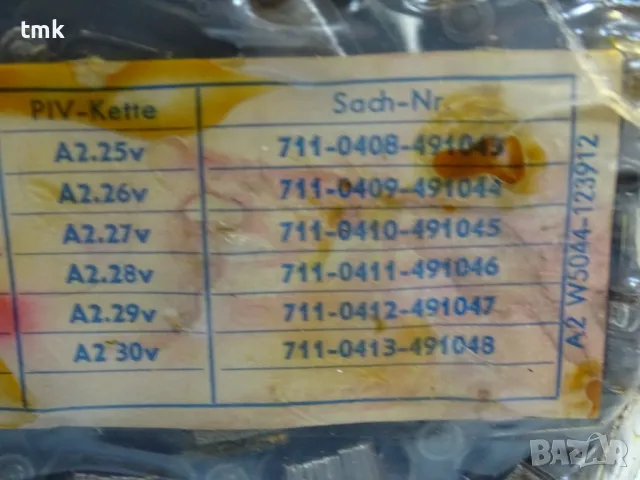 tmk
PIV-Kette Sach-Nr.
A2.25v 711-0408-491043
A2.26v 711-0409-491044
A2.27v 711-0410-491045
A2.28v 711-0411-491046
A2.29v 711-0412-491047
A2 30v 711-0413-491048
A2 W5044-123912
BAZAR